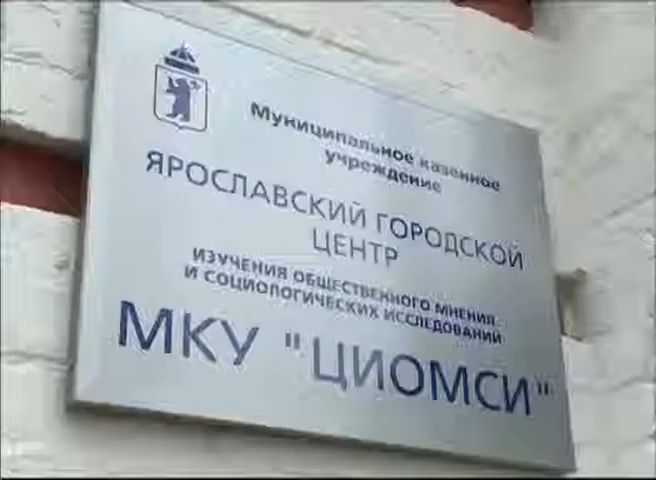 Муниципальное казенное
учреждение
ЯРОСЛАВСКИЙ ГОРОДСКОЙ
ЦЕНТР
ИЗУЧЕНИЯ ОБЩЕСТВЕННОГО МНЕНИЯ
И СОЦИОЛОГИЧЕСКИХ ИССЛЕДОВАНИЙ
МКУ "ЦИОМСИ"